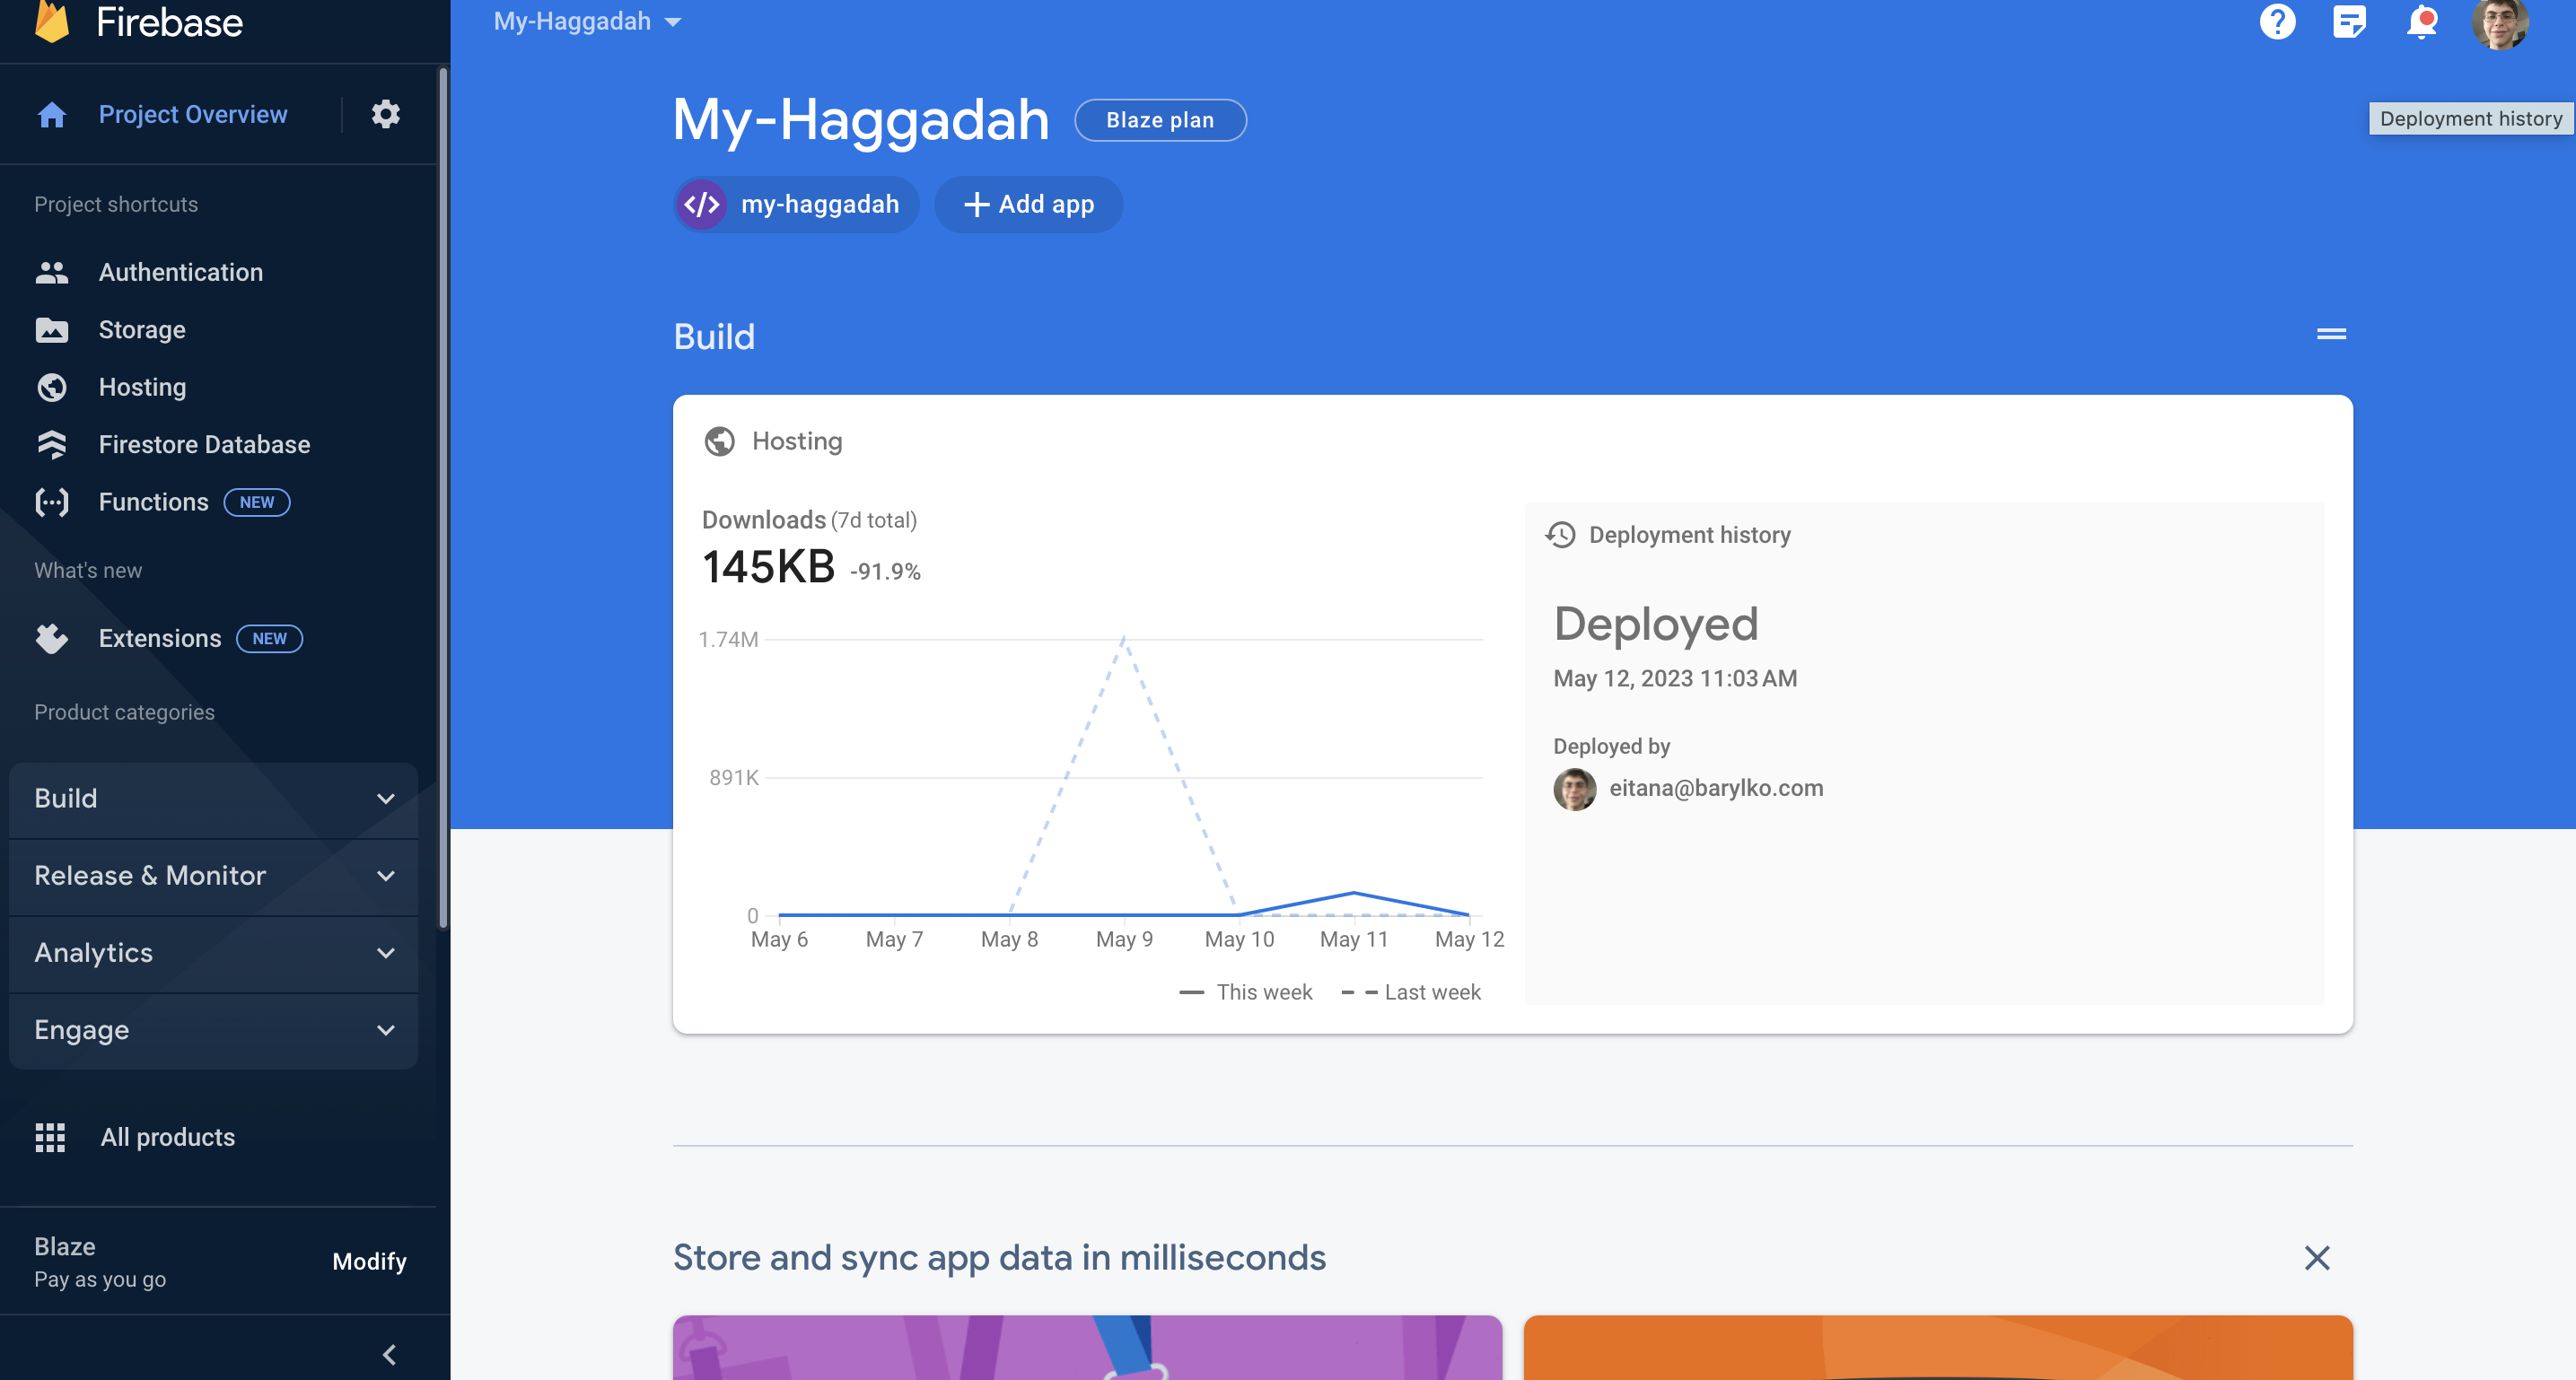 Firebase
My-Haggadah
Project Overview
Project shortcuts
Authentication
Storage
Hosting
Firestore Database
Functions NEW
What's new
Extensions NEW
Product categories
Build
Release & Monitor
Analytics
Engage
All products
Blaze
Pay as you go
Modify
My-Haggadah Blaze plan
Deployment history
</> my-haggadah
+ Add app
Build
Hosting
Downloads (7d total)
145KB -91.9%
1.74M
891K
0
May 6 May 7 May 8 May 9 May 10 May 11 May 12
This week Last week
Deployment history
Deployed
May 12, 2023 11:03 AM
Deployed by
eitana@barylko.com
Store and sync app data in milliseconds